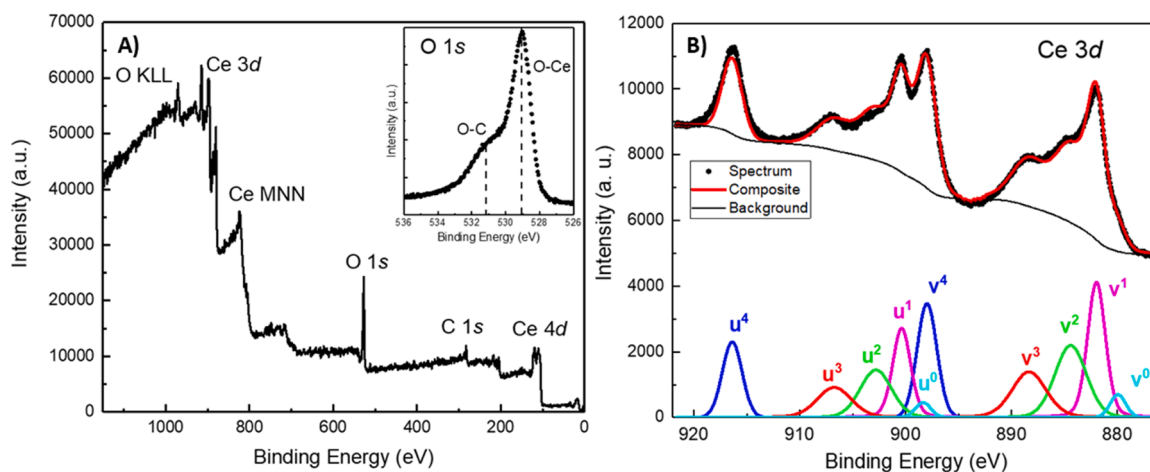 A)
70000
60000
50000
40000
30000
20000
10000
0
Intensity (a.u.)
O KLL
Ce 3d
Ce MNN
O 1s
C 1s
Ce 4d
1000 800 600 400 200 0
Binding Energy (eV)
O 1s
O-Ce
O-C
Intensity (a.u.)
536 534 532 530 528 526
Binding Energy (eV)
B)
Ce 3d
12000
10000
8000
6000
4000
2000
0
Intensity (a. u.)
Spectrum
Composite
Background
u4
u3
u2
u1
u0
v4
v3
v2
v1
v0
920 910 900 890 880
Binding Energy (eV)